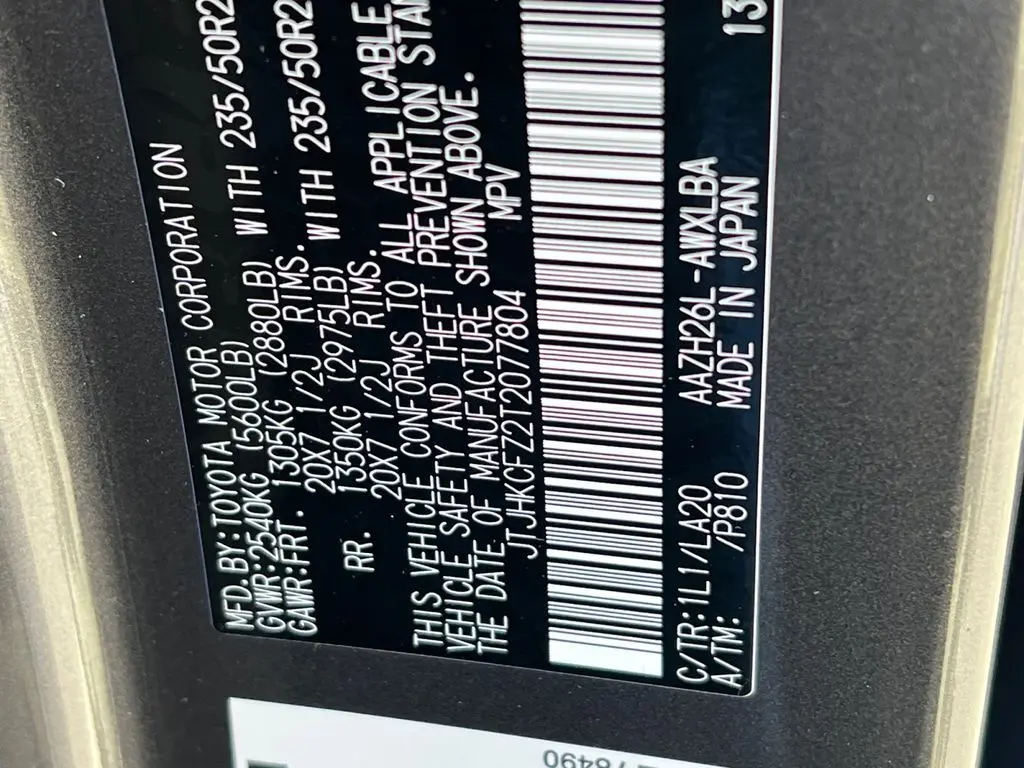 MFD.BY:TOYOTA MOTOR CORPORATION
GVWR:2540KG (5600LB)
GAWR:FRT. 1305KG (2880LB) WITH 235/50R2
20X7 1/2J RIMS.
RR. 1350KG (2975LB) WITH 235/50R2
20X7 1/2J RIMS.
THIS VEHICLE CONFORMS TO ALL APPLICABLE
VEHICLE SAFETY AND THEFT PREVENTION STAN
THE DATE OF MANUFACTURE SHOWN ABOVE.
JTJHKCFZ2T2077804 MPV
C/TR:1L1/LA20 AAZH26L-AWXLBA
A/TM: /P810 MADE IN JAPAN 13
78490